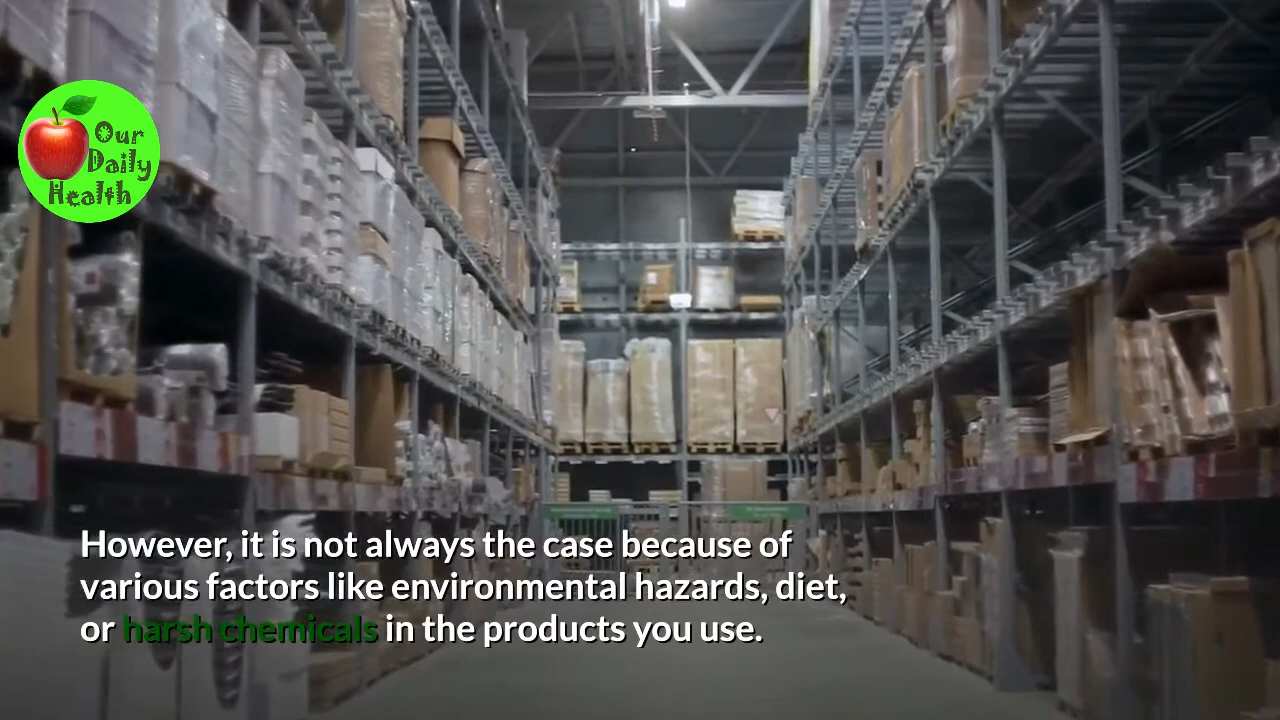 Our
Daily
Health
However, it is not always the case because of
various factors like environmental hazards, diet,
or harsh chemicals in the products you use.